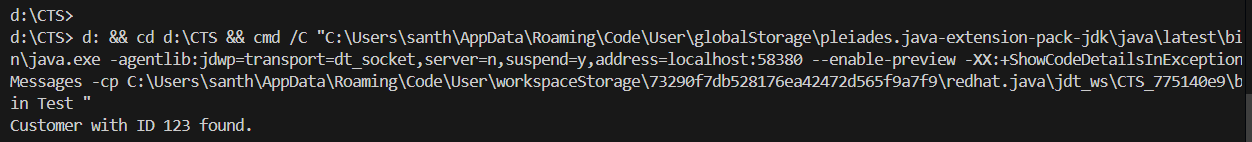 d:\CTS>
d:\CTS> d: && cd d:\CTS && cmd /C "C:\Users\santh\AppData\Roaming\Code\User\globalStorage\pleiades.java-extension-pack-jdk\java\latest\bi
n\java.exe -agentlib:jdwp=transport=dt_socket,server=n,suspend=y,address=localhost:58380 --enable-preview -XX:+ShowCodeDetailsInException
Messages -cp C:\Users\santh\AppData\Roaming\Code\User\workspaceStorage\73290f7db528176ea42472d565f9a7f9\redhat.java\jdt_ws\CTS_775140e9\b
in Test "
Customer with ID 123 found.